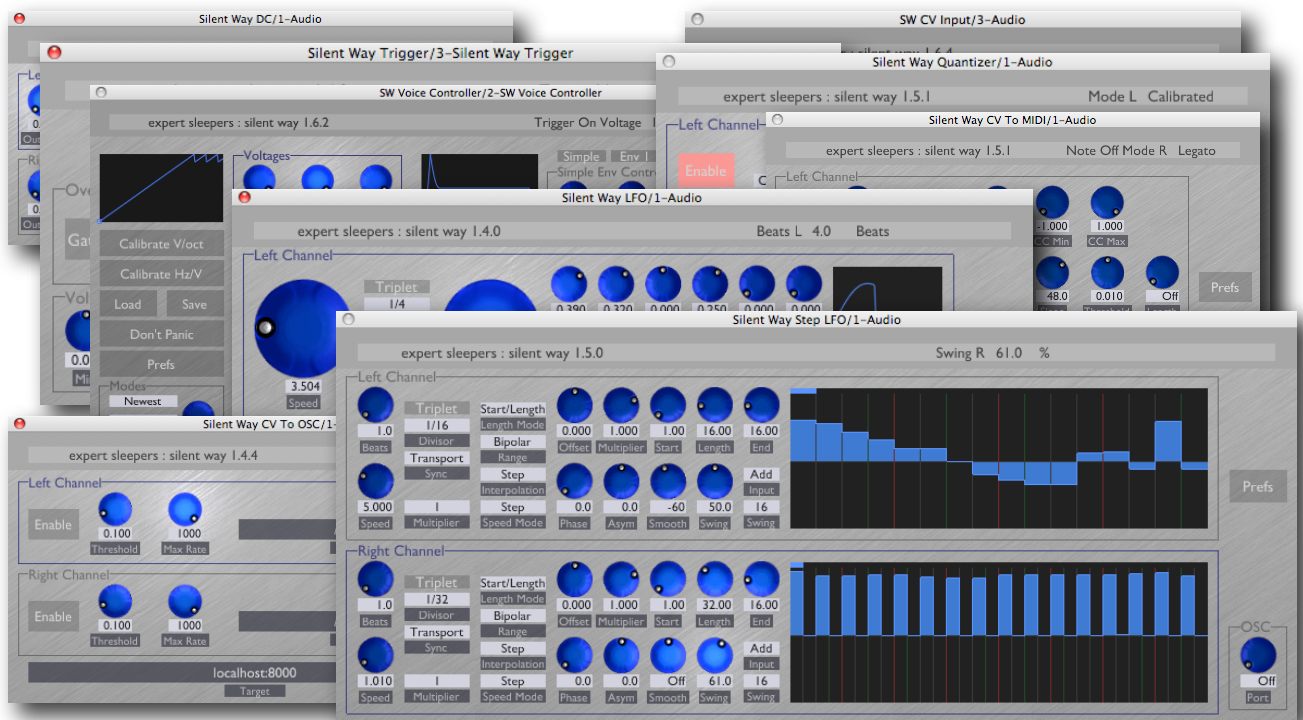 Silent Way DC/1-Audio
SW CV Input/3-Audio
Silent Way Trigger/3-Silent Way Trigger
Silent Way Quantizer/1-Audio
SW Voice Controller/2-SW Voice Controller
expert sleepers : silent way 1.5.1 Mode L Calibrated
expert sleepers : silent way 1.6.2 Trigger On Voltage
Left Channel
Silent Way CV To MIDI/1-Audio
Enable
expert sleepers : silent way 1.5.1 Note Off Mode R Legato
Left Channel
Voltages
Simple Env 1
Simple Env
Silent Way LFO/1-Audio
-1.000 1.000
CC Min CC Max
expert sleepers : silent way 1.4.0 Beats L 4.0 Beats
Calibrate V/oct
Calibrate Hz/V
Load Save
Don't Panic
Prefs
Modes
Newest
Left Channel
Triplet
1/4
3.504
Speed
0.390 0.320 0.000 0.250 0.000 0.000
48.0 0.010 Off
Prefs
Silent Way Step LFO/1-Audio
expert sleepers : silent way 1.5.0 Swing R 61.0 %
Left Channel
Triplet Start/Length
1.0 1/16 Length Mode 0.000 1.000 1.00 16.00 16.00
Beats Divisor Bipolar Offset Multiplier Start Length End
Transport Range
Sync Step Add
Interpolation Input
5.000 1 Step 0.0 0.0 -60 50.0 16
Speed Multiplier Speed Mode Phase Asym Smooth Swing Swing
Prefs
Right Channel
Triplet Start/Length
1.0 1/32 Length Mode 0.000 1.000 1.00 32.00 16.00
Beats Divisor Bipolar Offset Multiplier Start Length End
Transport Range
Sync Step Add
Interpolation Input
1.010 1 Step 0.0 0.0 Off 61.0 16
Speed Multiplier Speed Mode Phase Asym Smooth Swing Swing
OSC
Off
Port
Silent Way CV To OSC/1-
expert sleepers : silent way 1.4.4
Left Channel
Enable
0.100 1000
Threshold Max Rate
Right Channel
Enable
0.100 1000
Threshold Max Rate
localhost:8000
Target